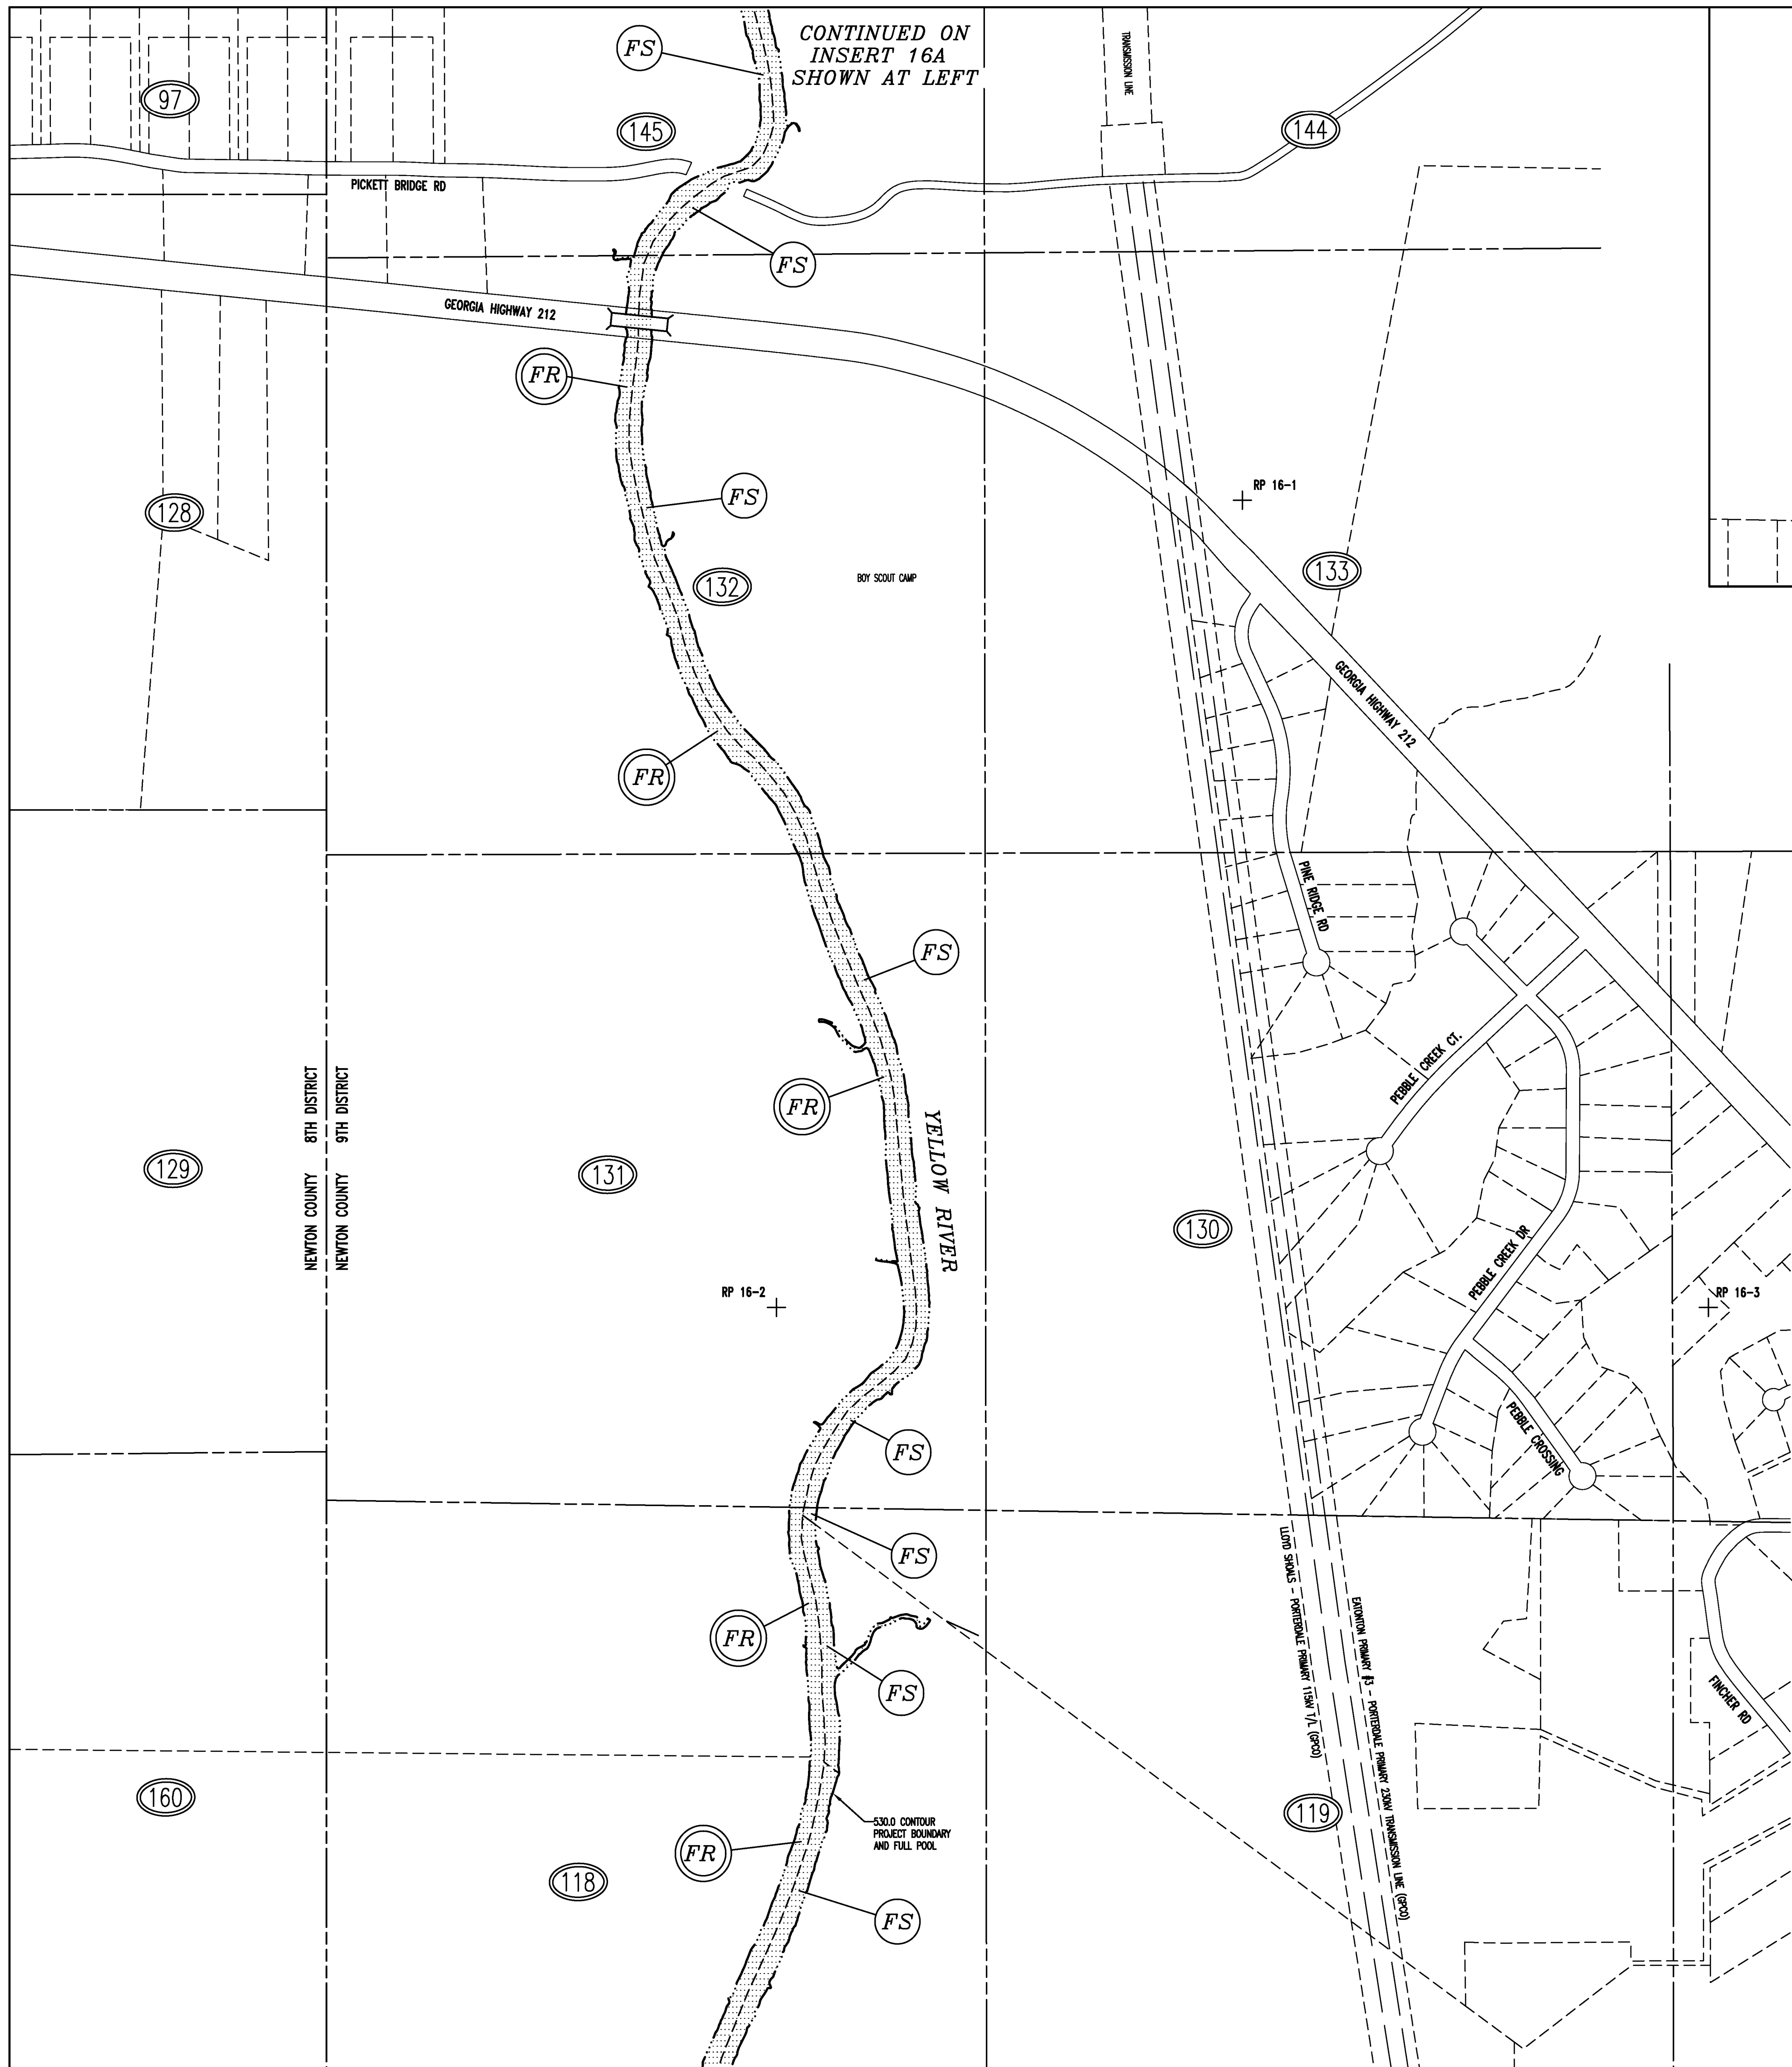 CONTINUED ON
INSERT 16A
SHOWN AT LEFT
FS
TRANSMISSION LINE
97
145
144
PICKETT BRIDGE RD
FS
GEORGIA HIGHWAY 212
FR
FS
RP 16-1
128
132
BOY SCOUT CAMP
133
GEORGIA HIGHWAY 212
FR
PINE RIDGE RD
FS
PEBBLE CREEK CT.
FR
NEWTON COUNTY 8TH DISTRICT
NEWTON COUNTY 9TH DISTRICT
YELLOW RIVER
129
131
130
PEBBLE CREEK DR
RP 16-2
RP 16-3
FS
PEBBLE CROSSING
FS
LLOYD SHOALS - PORTERDALE PRIMARY 115KV T/L (GPCO)
EATONTON PRIMARY #3 - PORTERDALE PRIMARY 230KV TRANSMISSION LINE (GPCO)
FR
FS
FINCHER RD
160
119
530.0 CONTOUR
PROJECT BOUNDARY
AND FULL POOL
FR
118
FS